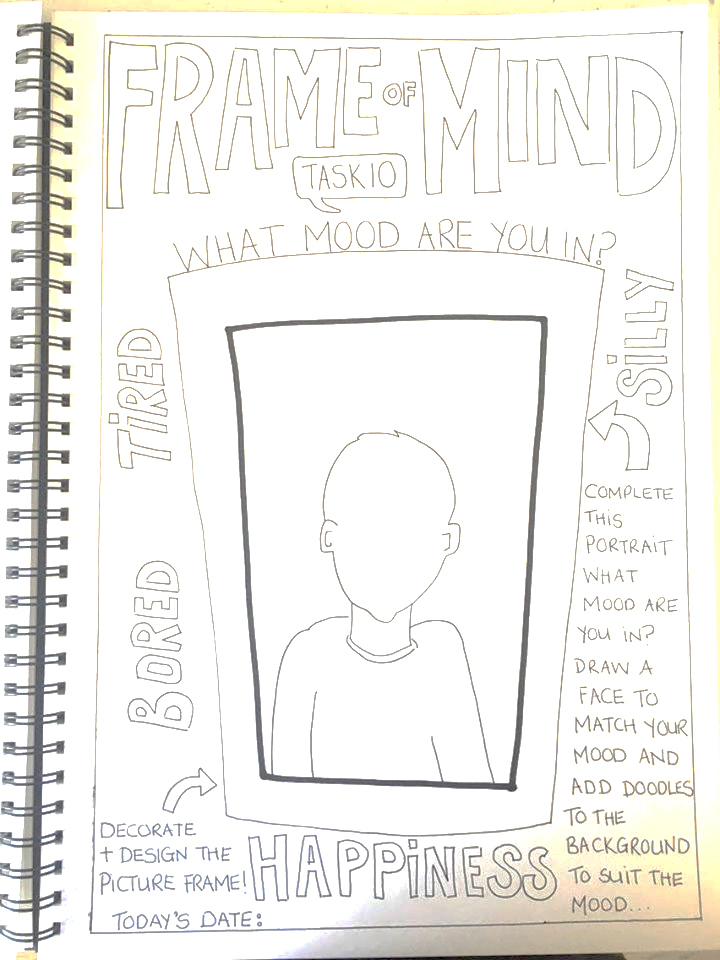 FRAME OF MIND
TASK 10
WHAT MOOD ARE YOU IN?
TiRED
SiLLY
BORED
COMPLETE
THiS
PORTRAiT
WHAT
MOOD ARE
YOU iN?
DRAW A
FACE TO
MATCH YOUR
MOOD AND
ADD DOODLES
TO THE
BACKGROUND
TO SUiT THE
MOOD...
DECORATE
+ DESIGN THE
PiCTURE FRAME!
HAPPiNESS
TODAY'S DATE: